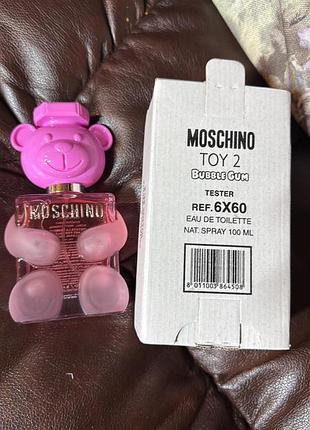 MOSCHINO
MOSCHINO
TOY 2
BUBBLE GUM
TESTER
REF. 6X60
EAU DE TOILETTE
NAT. SPRAY 100 ML
8 011003 864508